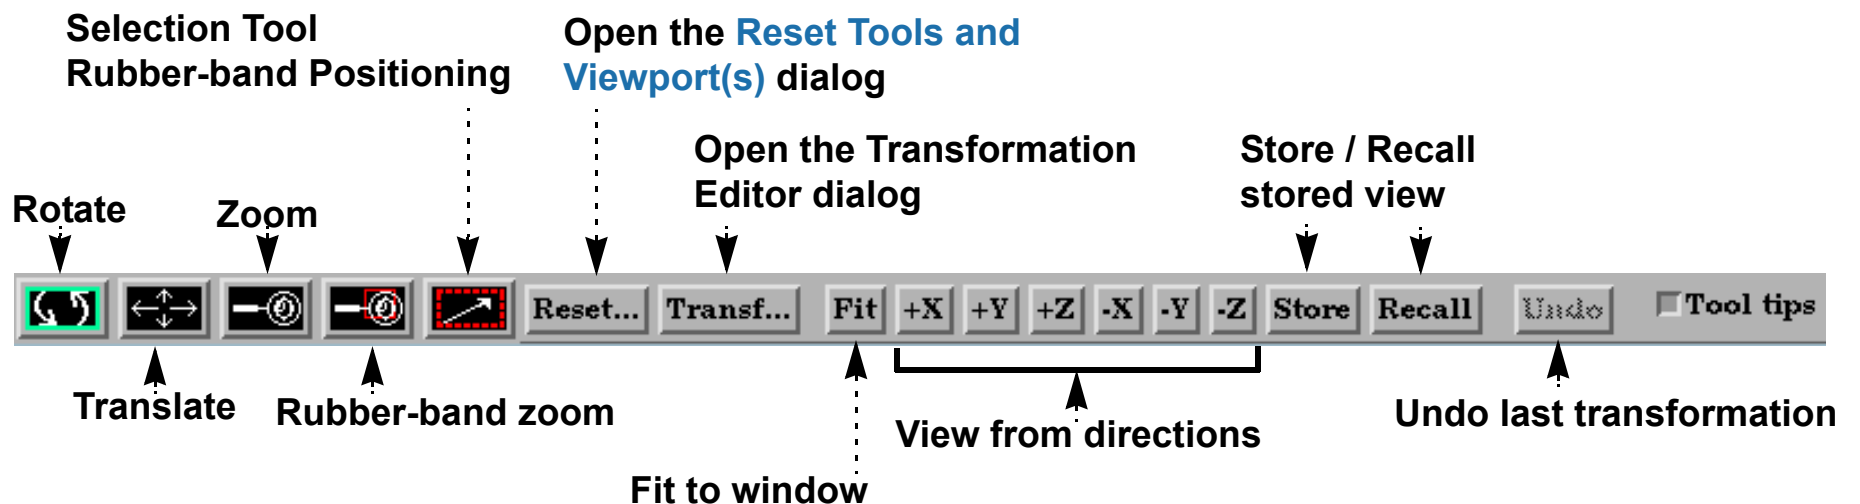 Selection Tool
Rubber-band Positioning
Open the Reset Tools and
Viewport(s) dialog
Open the Transformation
Editor dialog
Store / Recall
stored view
Rotate
Zoom
Reset... Transf... Fit +X +Y +Z -X -Y -Z Store Recall Undo Tool tips
Translate
Rubber-band zoom
View from directions
Undo last transformation
Fit to window